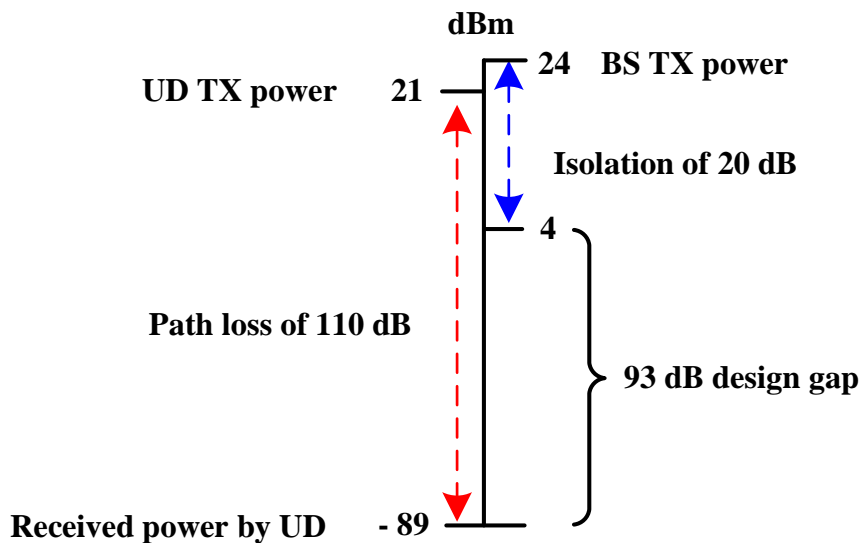 dBm
24 BS TX power
UD TX power 21
Isolation of 20 dB
4
Path loss of 110 dB
93 dB design gap
Received power by UD - 89